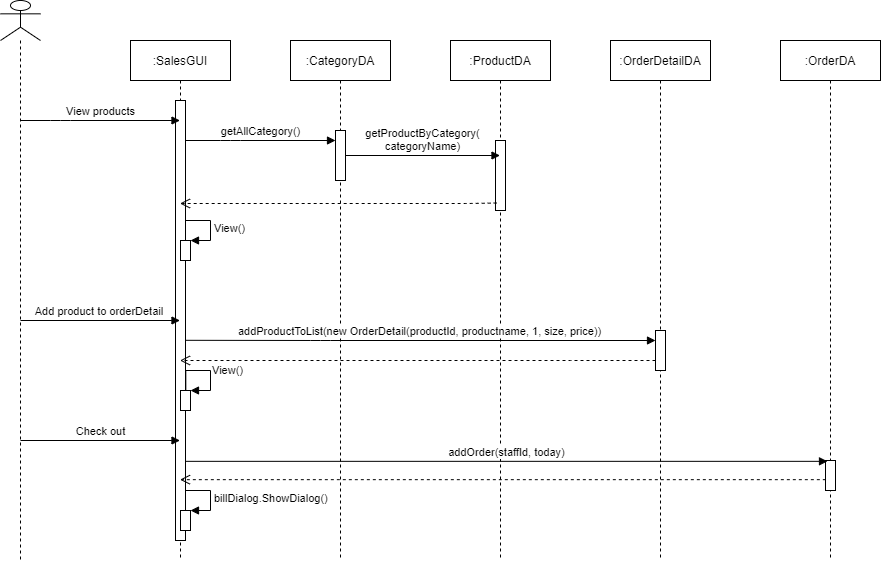 :SalesGUI
:CategoryDA
:ProductDA
:OrderDetailDA
:OrderDA
View products
getAllCategory()
getProductByCategory(
categoryName)
View()
Add product to orderDetail
addProductToList(new OrderDetail(productId, productname, 1, size, price))
View()
Check out
addOrder(staffId, today)
billDialog.ShowDialog()